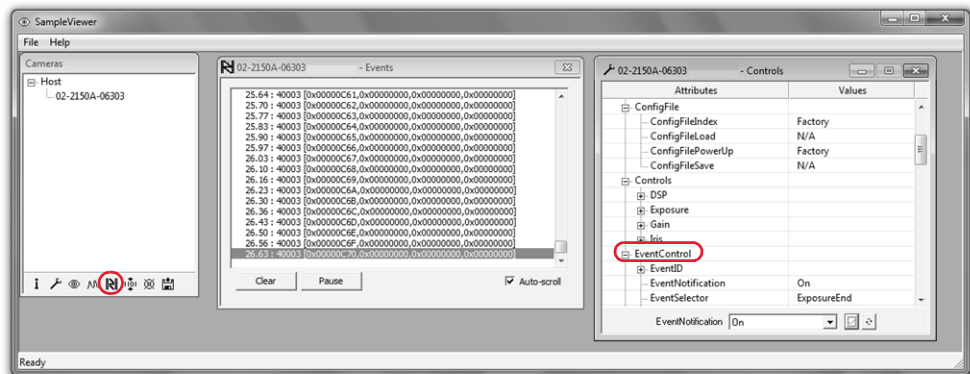 SampleViewer
File Help
Cameras
Host
02-2150A-06303
02-2150A-06303 - Events
25.64 : 40003 [0x00000C61,0x00000000,0x00000000,0x00000000]
25.70 : 40003 [0x00000C62,0x00000000,0x00000000,0x00000000]
25.77 : 40003 [0x00000C63,0x00000000,0x00000000,0x00000000]
25.83 : 40003 [0x00000C64,0x00000000,0x00000000,0x00000000]
25.90 : 40003 [0x00000C65,0x00000000,0x00000000,0x00000000]
25.97 : 40003 [0x00000C66,0x00000000,0x00000000,0x00000000]
26.03 : 40003 [0x00000C67,0x00000000,0x00000000,0x00000000]
26.10 : 40003 [0x00000C68,0x00000000,0x00000000,0x00000000]
26.16 : 40003 [0x00000C69,0x00000000,0x00000000,0x00000000]
26.23 : 40003 [0x00000C6A,0x00000000,0x00000000,0x00000000]
26.30 : 40003 [0x00000C6B,0x00000000,0x00000000,0x00000000]
26.36 : 40003 [0x00000C6C,0x00000000,0x00000000,0x00000000]
26.43 : 40003 [0x00000C6D,0x00000000,0x00000000,0x00000000]
26.50 : 40003 [0x00000C6E,0x00000000,0x00000000,0x00000000]
26.56 : 40003 [0x00000C6F,0x00000000,0x00000000,0x00000000]
26.63 : 40003 [0x00000C70,0x00000000,0x00000000,0x00000000]
Clear Pause Auto-scroll
02-2150A-06303 - Controls
Attributes Values
ConfigFile
ConfigFileIndex Factory
ConfigFileLoad N/A
ConfigFilePowerUp Factory
ConfigFileSave N/A
Controls
DSP
Exposure
Gain
Iris
EventControl
EventID
EventNotification On
EventSelector ExposureEnd
EventNotification On
Ready